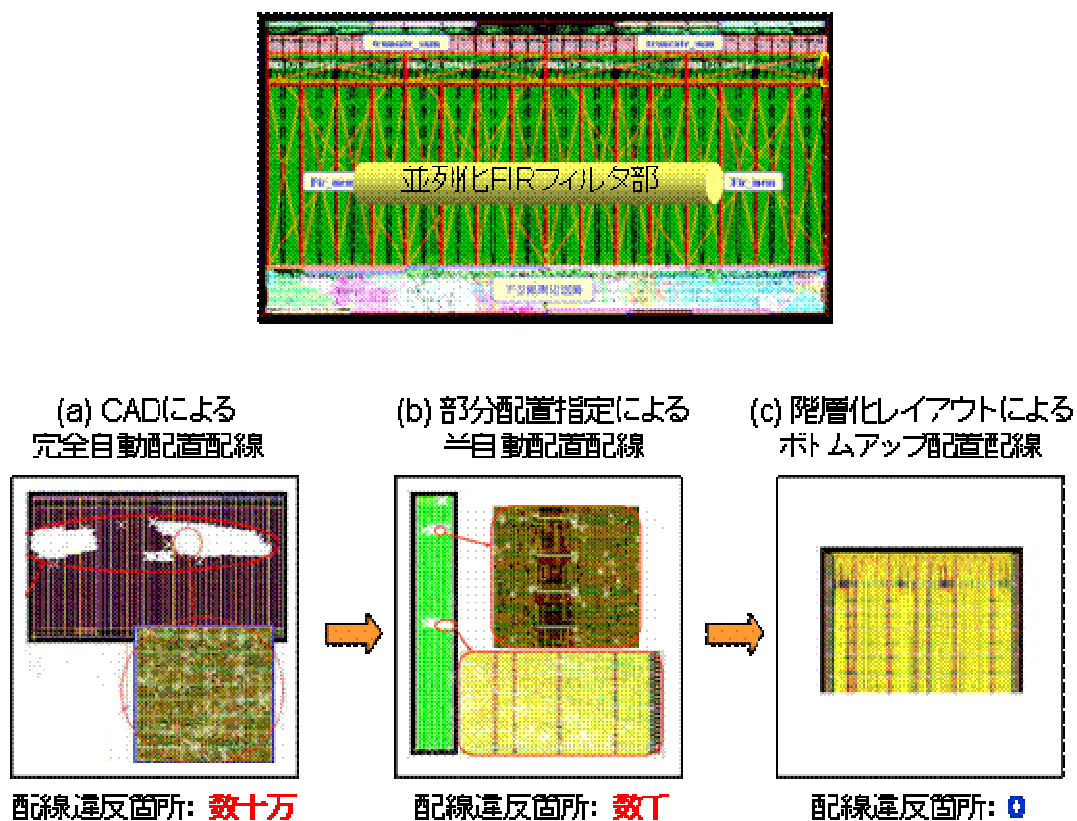 並列化FIRフィルタ部
(a) CADによる
完全自動配置配線
(b) 部分配置指定による
半自動配置配線
(c) 階層化レイアウトによる
ボトムアップ配置配線
配線違反箇所: 数十万
配線違反箇所: 数千
配線違反箇所: 0